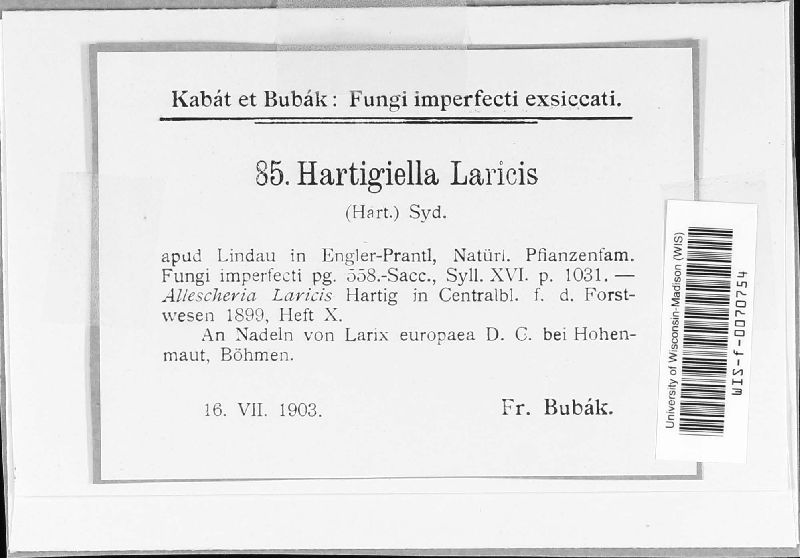 Kabát et Bubák: Fungi imperfecti exsiccati.
85. Hartigiella Laricis
(Hart.) Syd.
apud Lindau in Engler-Prantl, Natürl. Pflanzenfam.
Fungi imperfecti pg. 558.-Sacc., Syll. XVI. p. 1031. —
Allescheria Laricis Hartig in Centralbl. f. d. Forst-
wesen 1899, Heft X.
An Nadeln von Larix europaea D. C. bei Hohen-
maut, Böhmen.
16. VII. 1903.
Fr. Bubák.
University of Wisconsin-Madison (WIS)
WIS-f-0070754